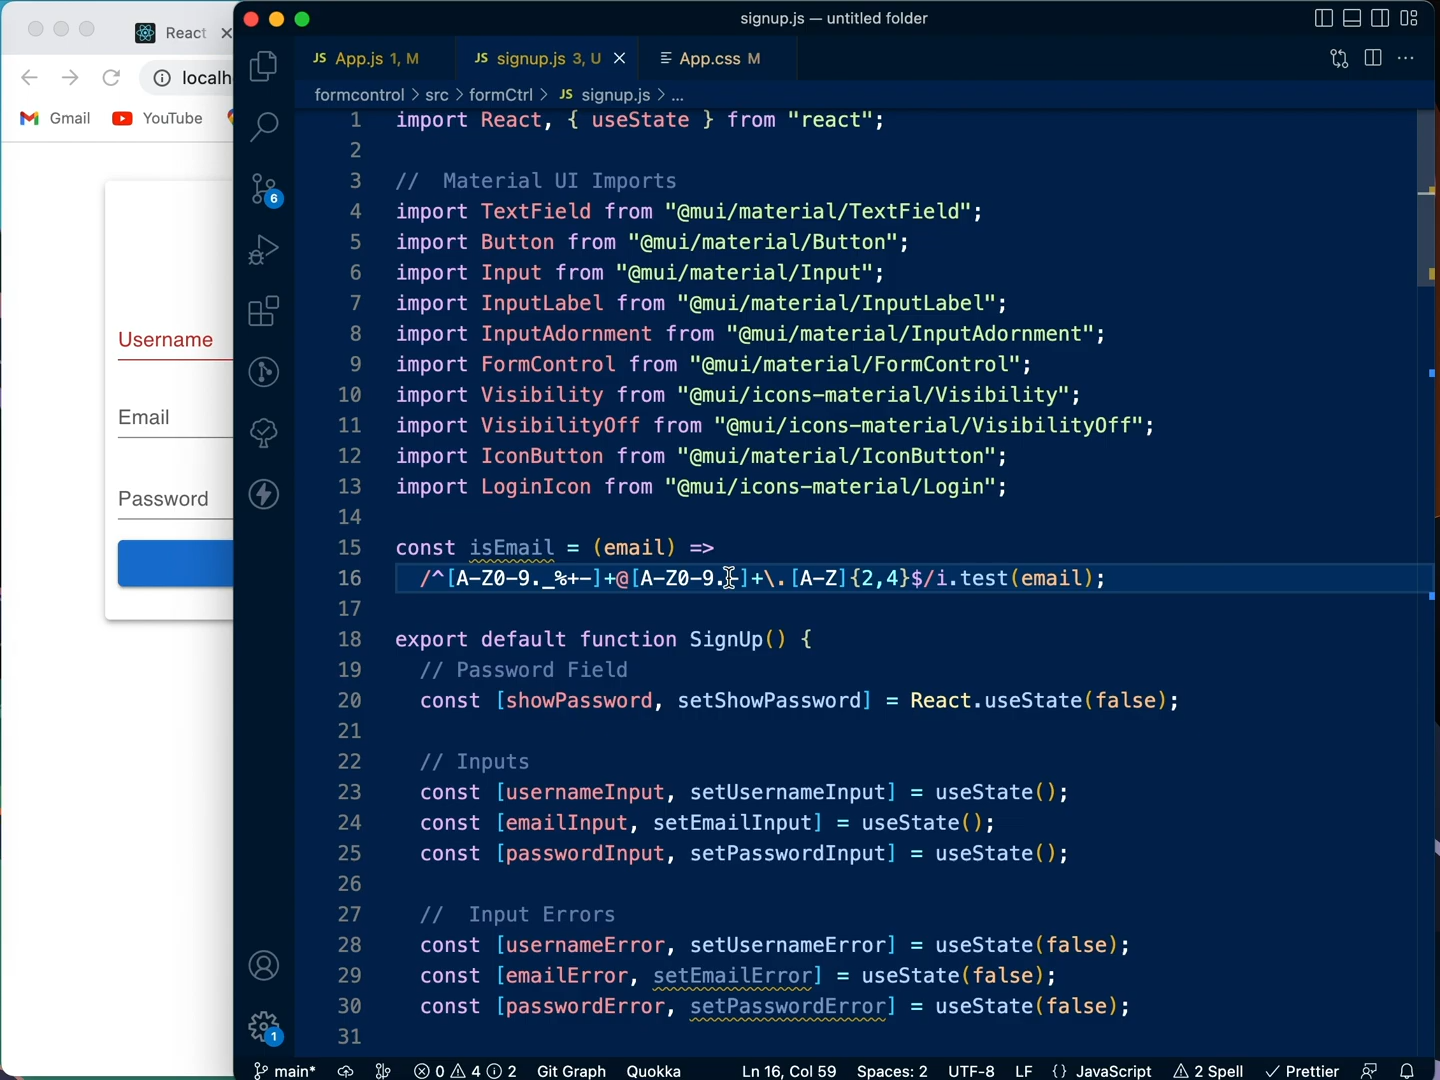 signup.js — untitled folder
React
App.js 1, M
signup.js 3, U
App.css M
localh
formcontrol > src > formCtrl > JS signup.js > ...
Gmail YouTube
1 import React, { useState } from "react";
2
3 //  Material UI Imports
4 import TextField from "@mui/material/TextField";
5 import Button from "@mui/material/Button";
6 import Input from "@mui/material/Input";
7 import InputLabel from "@mui/material/InputLabel";
8 import InputAdornment from "@mui/material/InputAdornment";
9 import FormControl from "@mui/material/FormControl";
10 import Visibility from "@mui/icons-material/Visibility";
11 import VisibilityOff from "@mui/icons-material/VisibilityOff";
12 import IconButton from "@mui/material/IconButton";
13 import LoginIcon from "@mui/icons-material/Login";
14
15 const isEmail = (email) =>
16 /^[A-Z0-9._%+-]+@[A-Z0-9.-]+\.[A-Z]{2,4}$/i.test(email);
17
18 export default function SignUp() {
19 // Password Field
20 const [showPassword, setShowPassword] = React.useState(false);
21
22 // Inputs
23 const [usernameInput, setUsernameInput] = useState();
24 const [emailInput, setEmailInput] = useState();
25 const [passwordInput, setPasswordInput] = useState();
26
27 //  Input Errors
28 const [usernameError, setUsernameError] = useState(false);
29 const [emailError, setEmailError] = useState(false);
30 const [passwordError, setPasswordError] = useState(false);
31
Username
Email
Password
6
1
main* 0 4 2 Git Graph Quokka Ln 16, Col 59 Spaces: 2 UTF-8 LF {} JavaScript 2 Spell Prettier